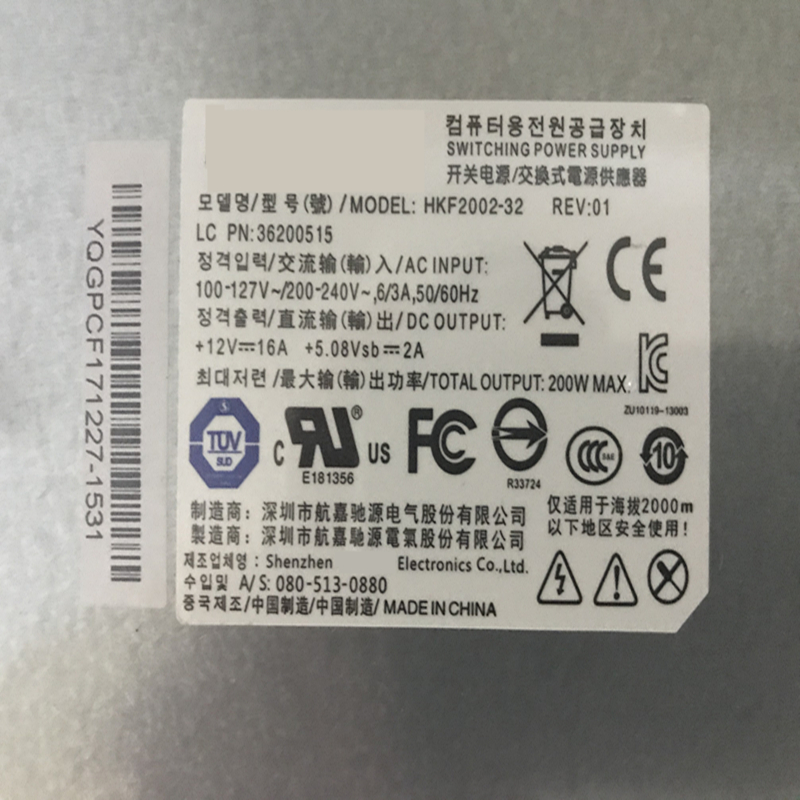 컴퓨터용전원공급장치
SWITCHING POWER SUPPLY
开关电源/交換式電源供應器
모델명/型号(號)/MODEL: HKF2002-32 REV:01
LC PN:36200515
정격입력/交流输(輸)入/AC INPUT:
100-127V~/200-240V~,6/3A,50/60Hz
정격출력/直流输(輸)出/DC OUTPUT:
+12V⎓16A +5.08Vsb⎓2A
최대저련/最大输(輸)出功率/TOTAL OUTPUT: 200W MAX.
ZU10119-13003
TÜV
SUD
C UL US
E181356
FC
R33724
CCC
S&E
10
制造商：深圳市航嘉驰源电气股份有限公司
製造商：深圳市航嘉馳源電氣股份有限公司
제조업체명 : Shenzhen Electronics Co.,Ltd.
수입및 A/S: 080-513-0880
중국제조/中国制造/中國制造/MADE IN CHINA
仅适用于海拔2000m
以下地区安全使用!
YQGPCF171227-1531